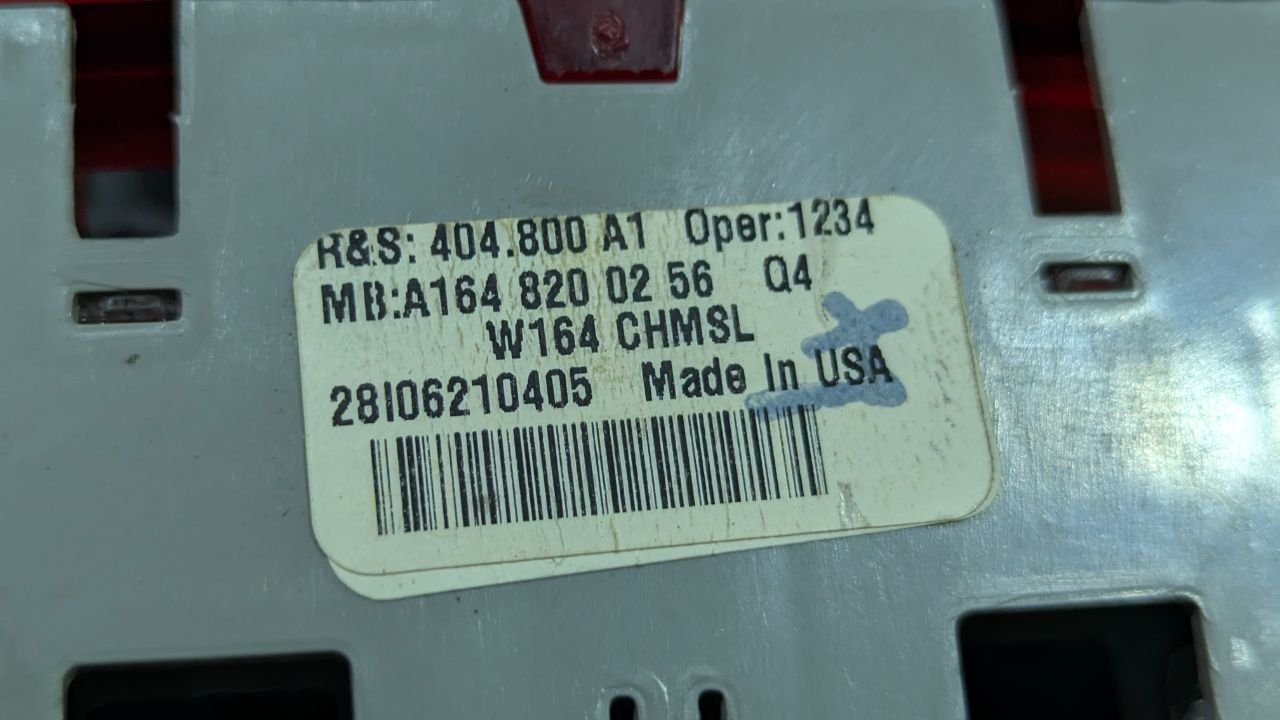 R&S: 404.800 A1 Oper:1234
MB:A164 820 02 56 Q4
W164 CHMSL
28I06210405 Made In USA